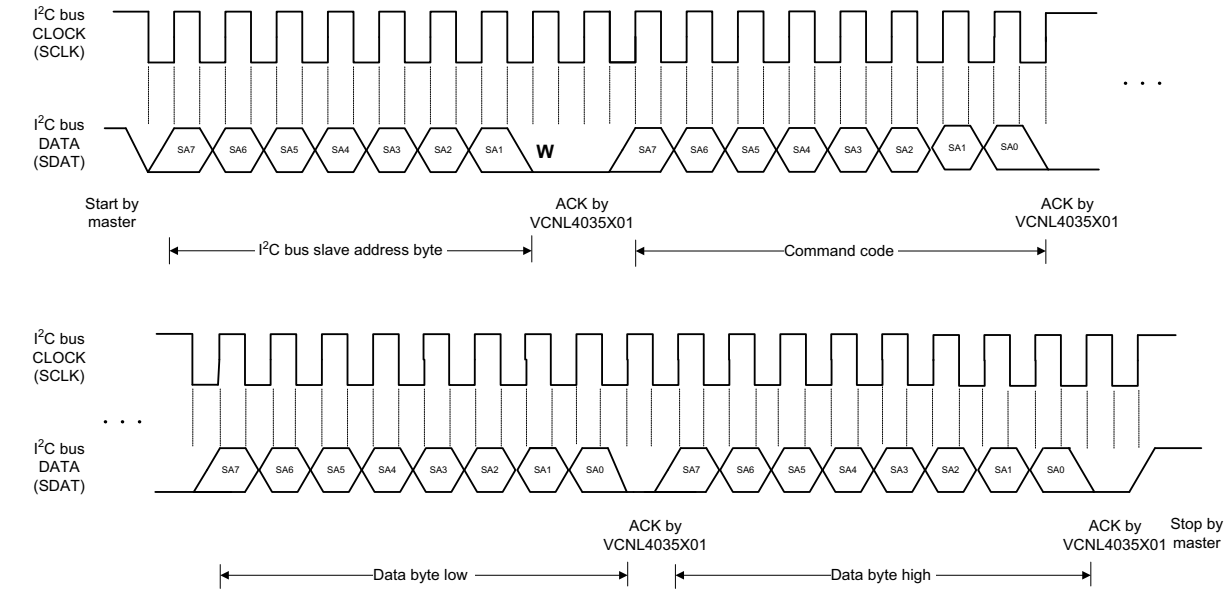 I2C bus
CLOCK
(SCLK)
. . .
I2C bus
DATA
(SDAT)
SA7 SA6 SA5 SA4 SA3 SA2 SA1 W SA7 SA6 SA5 SA4 SA3 SA2 SA1 SA0
Start by
master
ACK by
VCNL4035X01
ACK by
VCNL4035X01
I2C bus slave address byte
Command code
I2C bus
CLOCK
(SCLK)
. . .
I2C bus
DATA
(SDAT)
SA7 SA6 SA5 SA4 SA3 SA2 SA1 SA0 SA7 SA6 SA5 SA4 SA3 SA2 SA1 SA0
ACK by
VCNL4035X01
ACK by
VCNL4035X01
Stop by
master
Data byte low
Data byte high